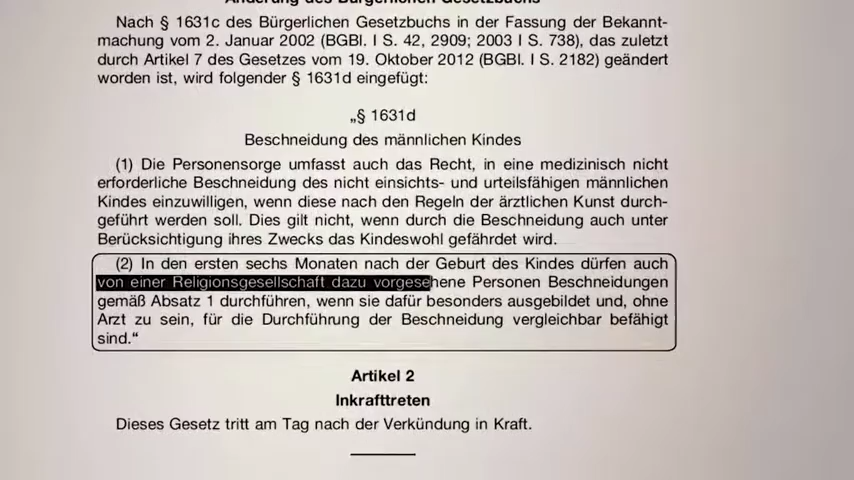 Änderung des Bürgerlichen Gesetzbuchs
Nach § 1631c des Bürgerlichen Gesetzbuchs in der Fassung der Bekannt-
machung vom 2. Januar 2002 (BGBl. I S. 42, 2909; 2003 I S. 738), das zuletzt
durch Artikel 7 des Gesetzes vom 19. Oktober 2012 (BGBl. I S. 2182) geändert
worden ist, wird folgender § 1631d eingefügt:
„§ 1631d
Beschneidung des männlichen Kindes
(1) Die Personensorge umfasst auch das Recht, in eine medizinisch nicht
erforderliche Beschneidung des nicht einsichts- und urteilsfähigen männlichen
Kindes einzuwilligen, wenn diese nach den Regeln der ärztlichen Kunst durch-
geführt werden soll. Dies gilt nicht, wenn durch die Beschneidung auch unter
Berücksichtigung ihres Zwecks das Kindeswohl gefährdet wird.
(2) In den ersten sechs Monaten nach der Geburt des Kindes dürfen auch
von einer Religionsgesellschaft dazu vorgesehene Personen Beschneidungen
gemäß Absatz 1 durchführen, wenn sie dafür besonders ausgebildet und, ohne
Arzt zu sein, für die Durchführung der Beschneidung vergleichbar befähigt
sind.“
Artikel 2
Inkrafttreten
Dieses Gesetz tritt am Tag nach der Verkündung in Kraft.